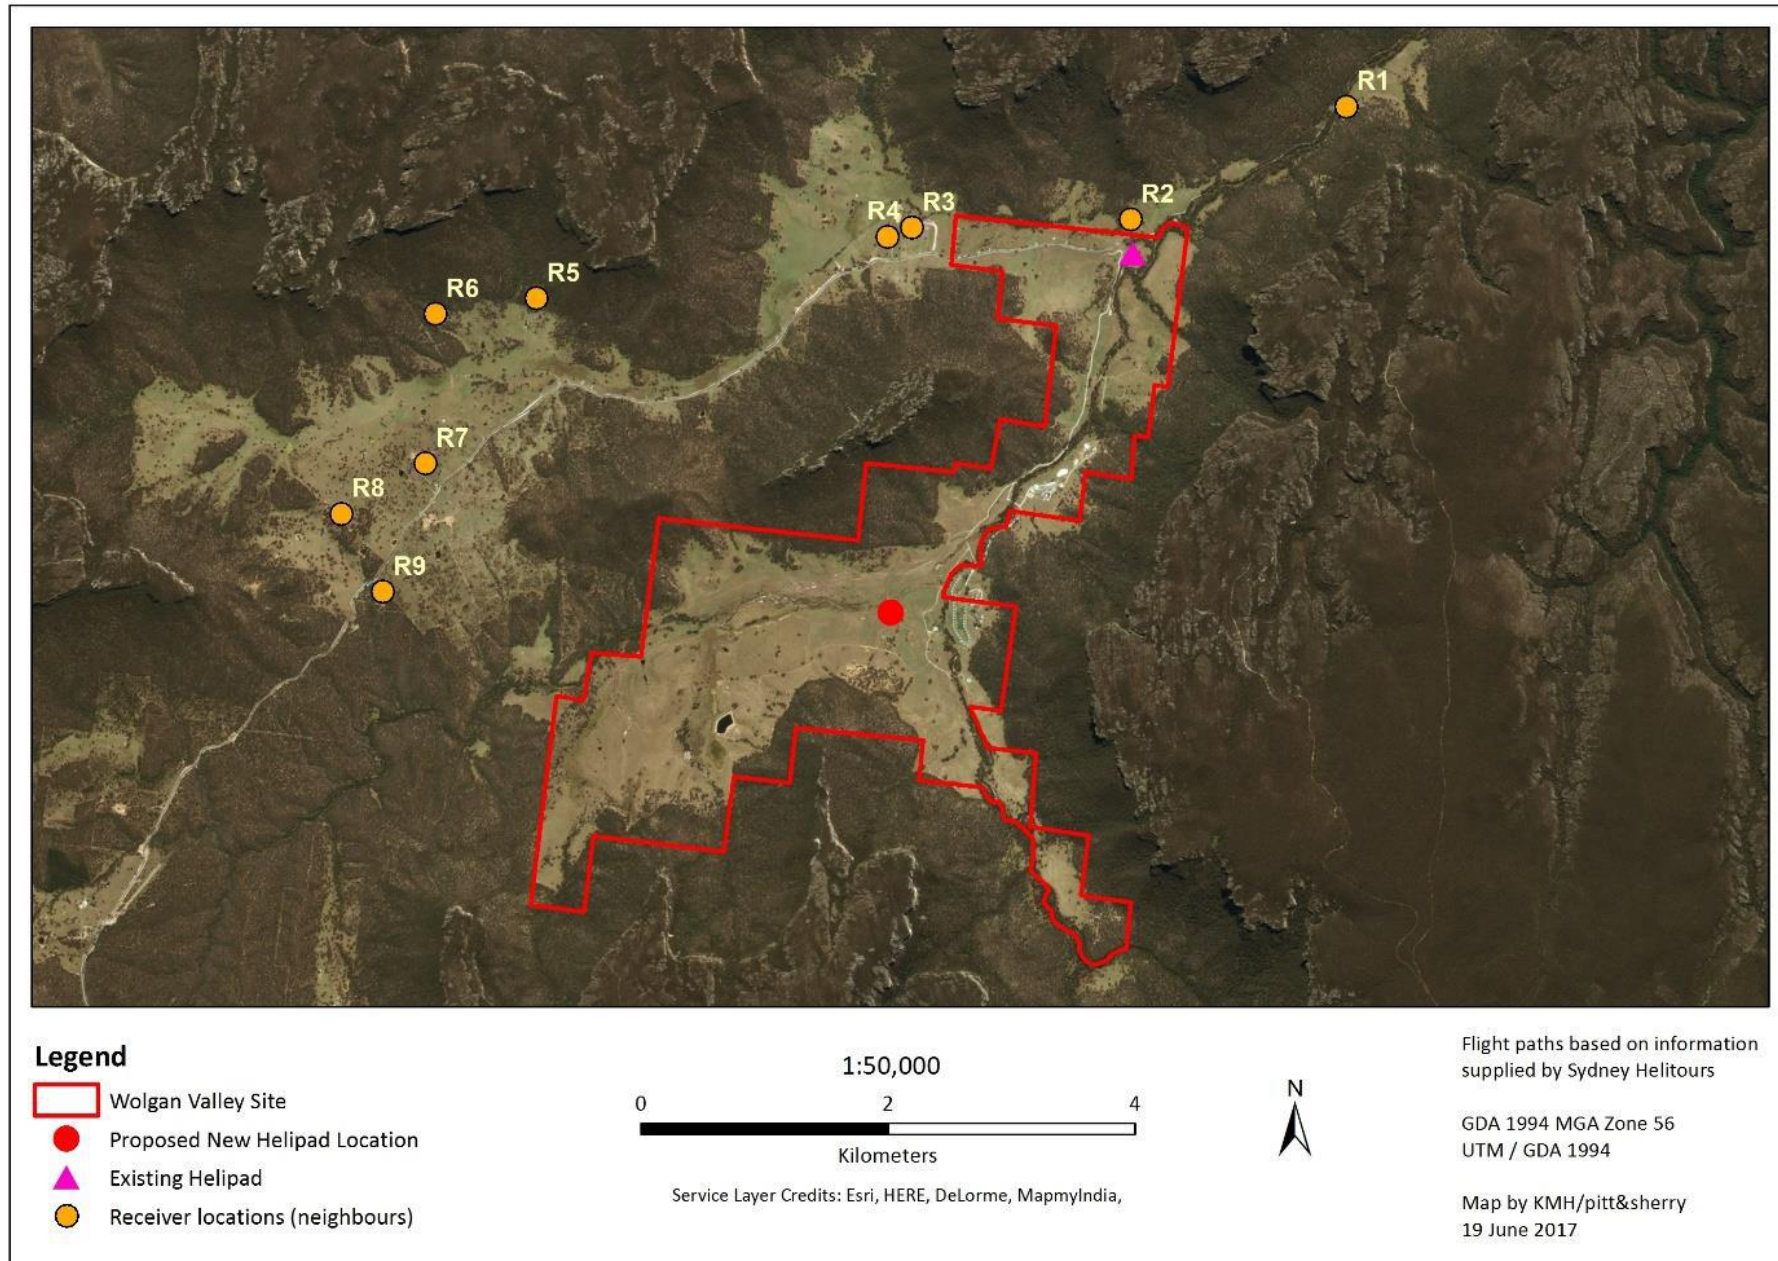 R1
R2
R3
R4
R5
R6
R7
R8
R9
Legend
Wolgan Valley Site
Proposed New Helipad Location
Existing Helipad
Receiver locations (neighbours)
1:50,000
0 2 4
Kilometers
Service Layer Credits: Esri, HERE, DeLorme, MapmyIndia,
N
Flight paths based on information
supplied by Sydney Helitours
GDA 1994 MGA Zone 56
UTM / GDA 1994
Map by KMH/pitt&sherry
19 June 2017